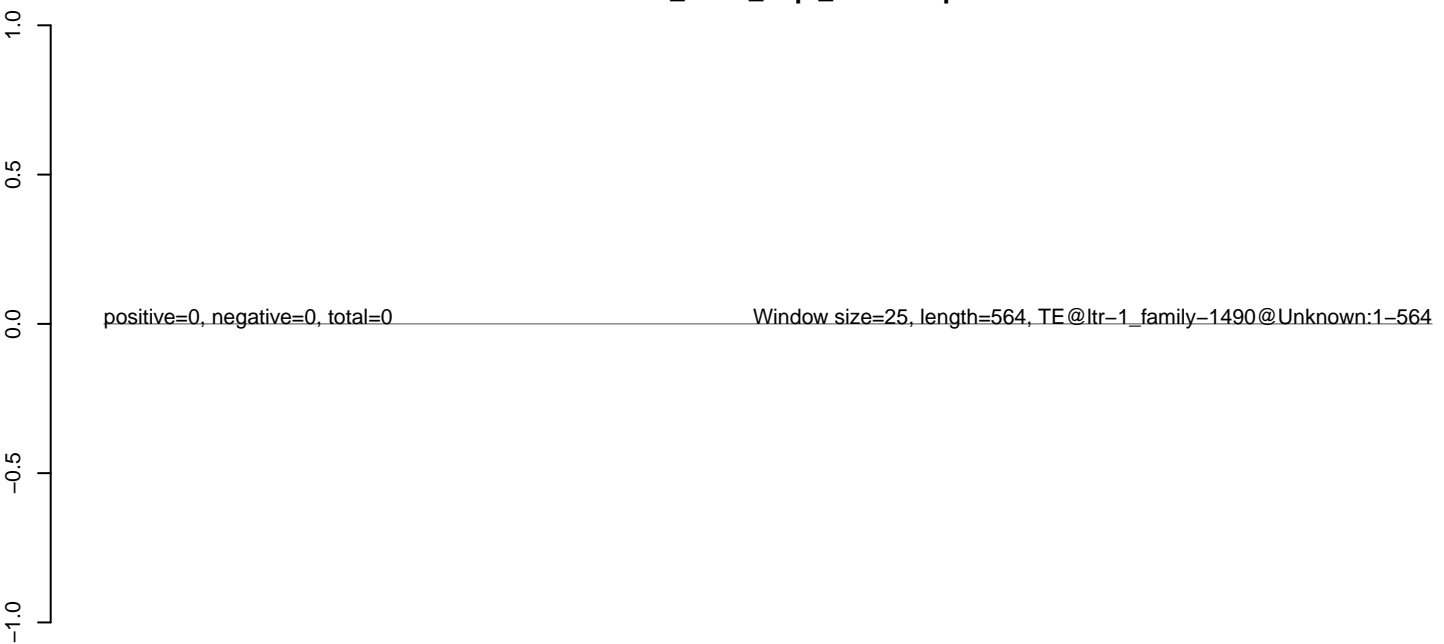 1.0
0.5
0.0
−0.5
−1.0
positive=0, negative=0, total=0
Window size=25, length=564, TE@ltr−1_family−1490@Unknown:1−564